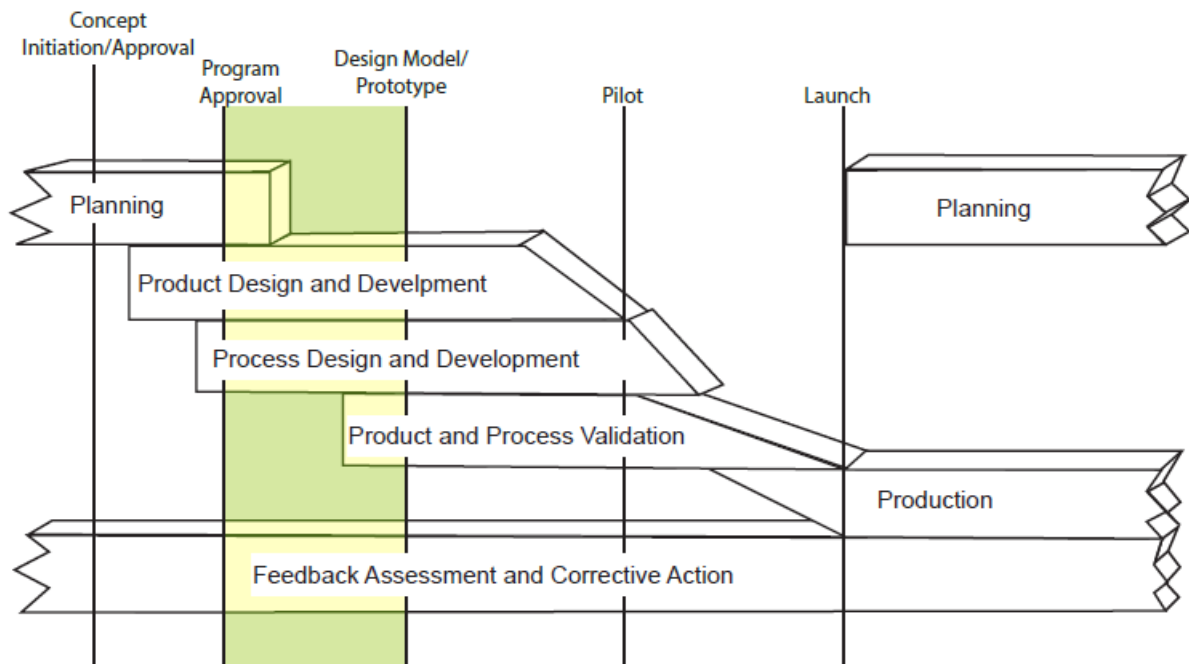 Concept
Initiation/Approval
Program
Approval
Design Model/
Prototype
Pilot
Launch
Planning
Planning
Product Design and Develpment
Process Design and Development
Product and Process Validation
Production
Feedback Assessment and Corrective Action